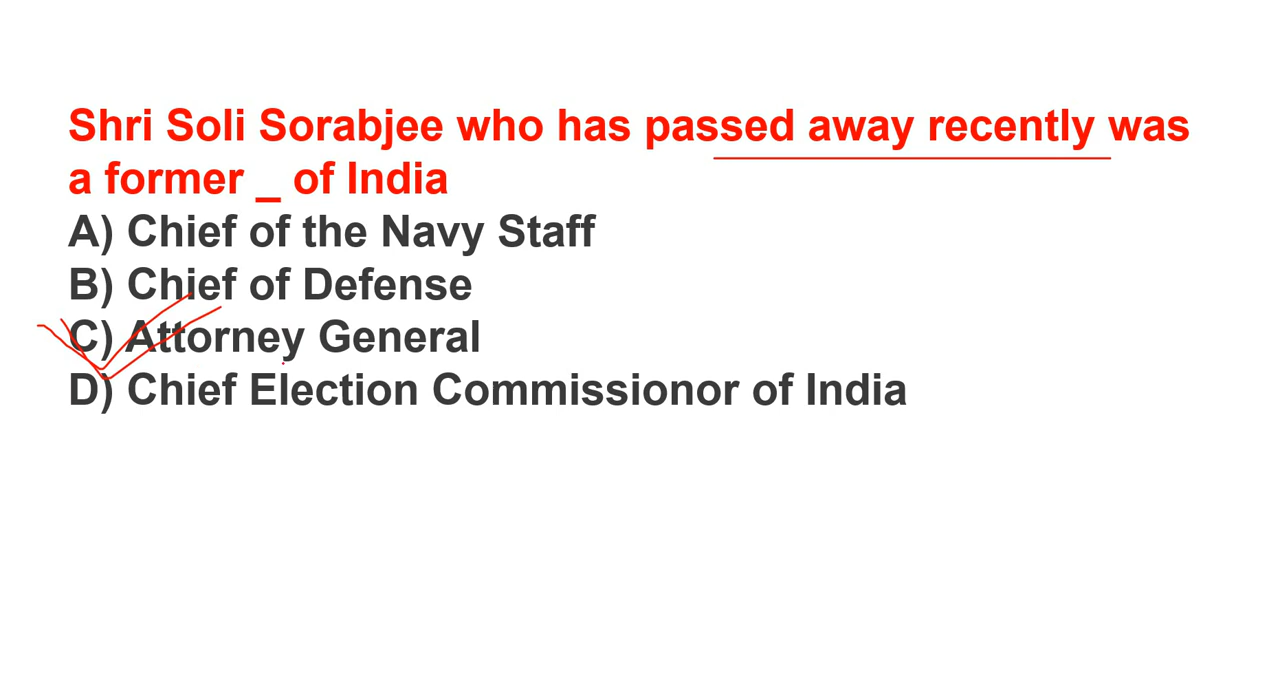 Shri Soli Sorabjee who has passed away recently was
a former _ of India
A) Chief of the Navy Staff
B) Chief of Defense
C) Attorney General
D) Chief Election Commissionor of India